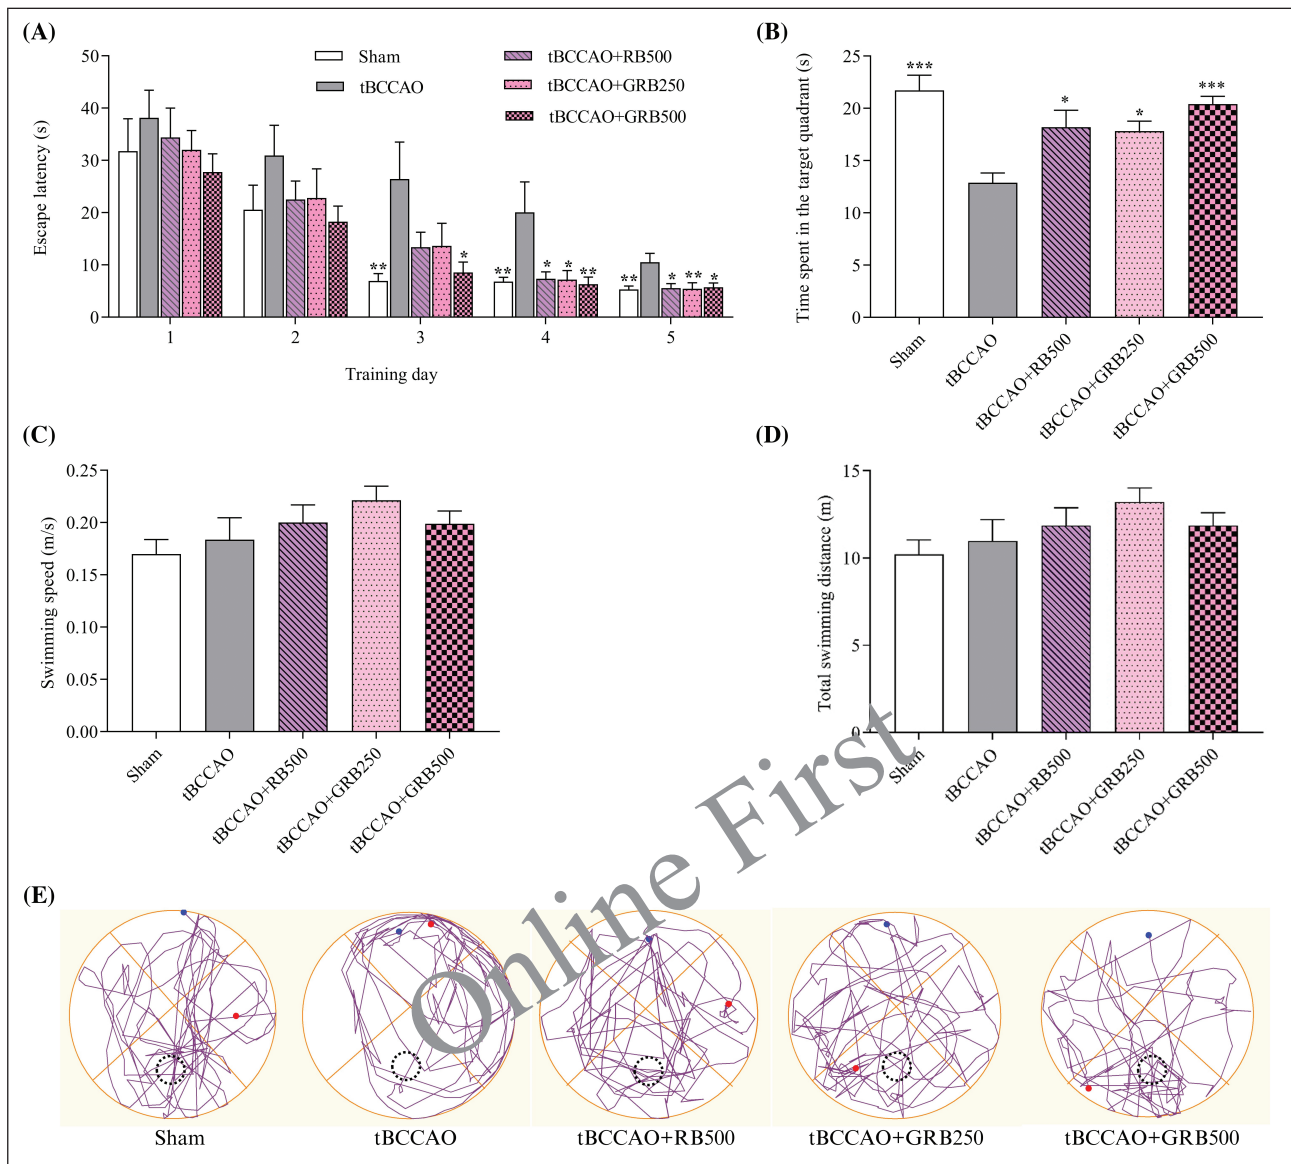 (A)
50
40
30
20
10
0
Escape latency (s)
Sham
tBCCAO
tBCCAO+RB500
tBCCAO+GRB250
tBCCAO+GRB500
** * ** * * ** ** * ** *
1 2 3 4 5
Training day
(B)
25
20
15
10
5
0
Time spent in the target quadrant (s)
*** * * ***
Sham
tBCCAO
tBCCAO+RB500
tBCCAO+GRB250
tBCCAO+GRB500
(C)
0.25
0.20
0.15
0.10
0.05
0.00
Swimming speed (m/s)
Sham
tBCCAO
tBCCAO+RB500
tBCCAO+GRB250
tBCCAO+GRB500
(D)
15
10
5
0
Total swimming distance (m)
Sham
tBCCAO
tBCCAO+RB500
tBCCAO+GRB250
tBCCAO+GRB500
Online First
(E)
Sham
tBCCAO
tBCCAO+RB500
tBCCAO+GRB250
tBCCAO+GRB500